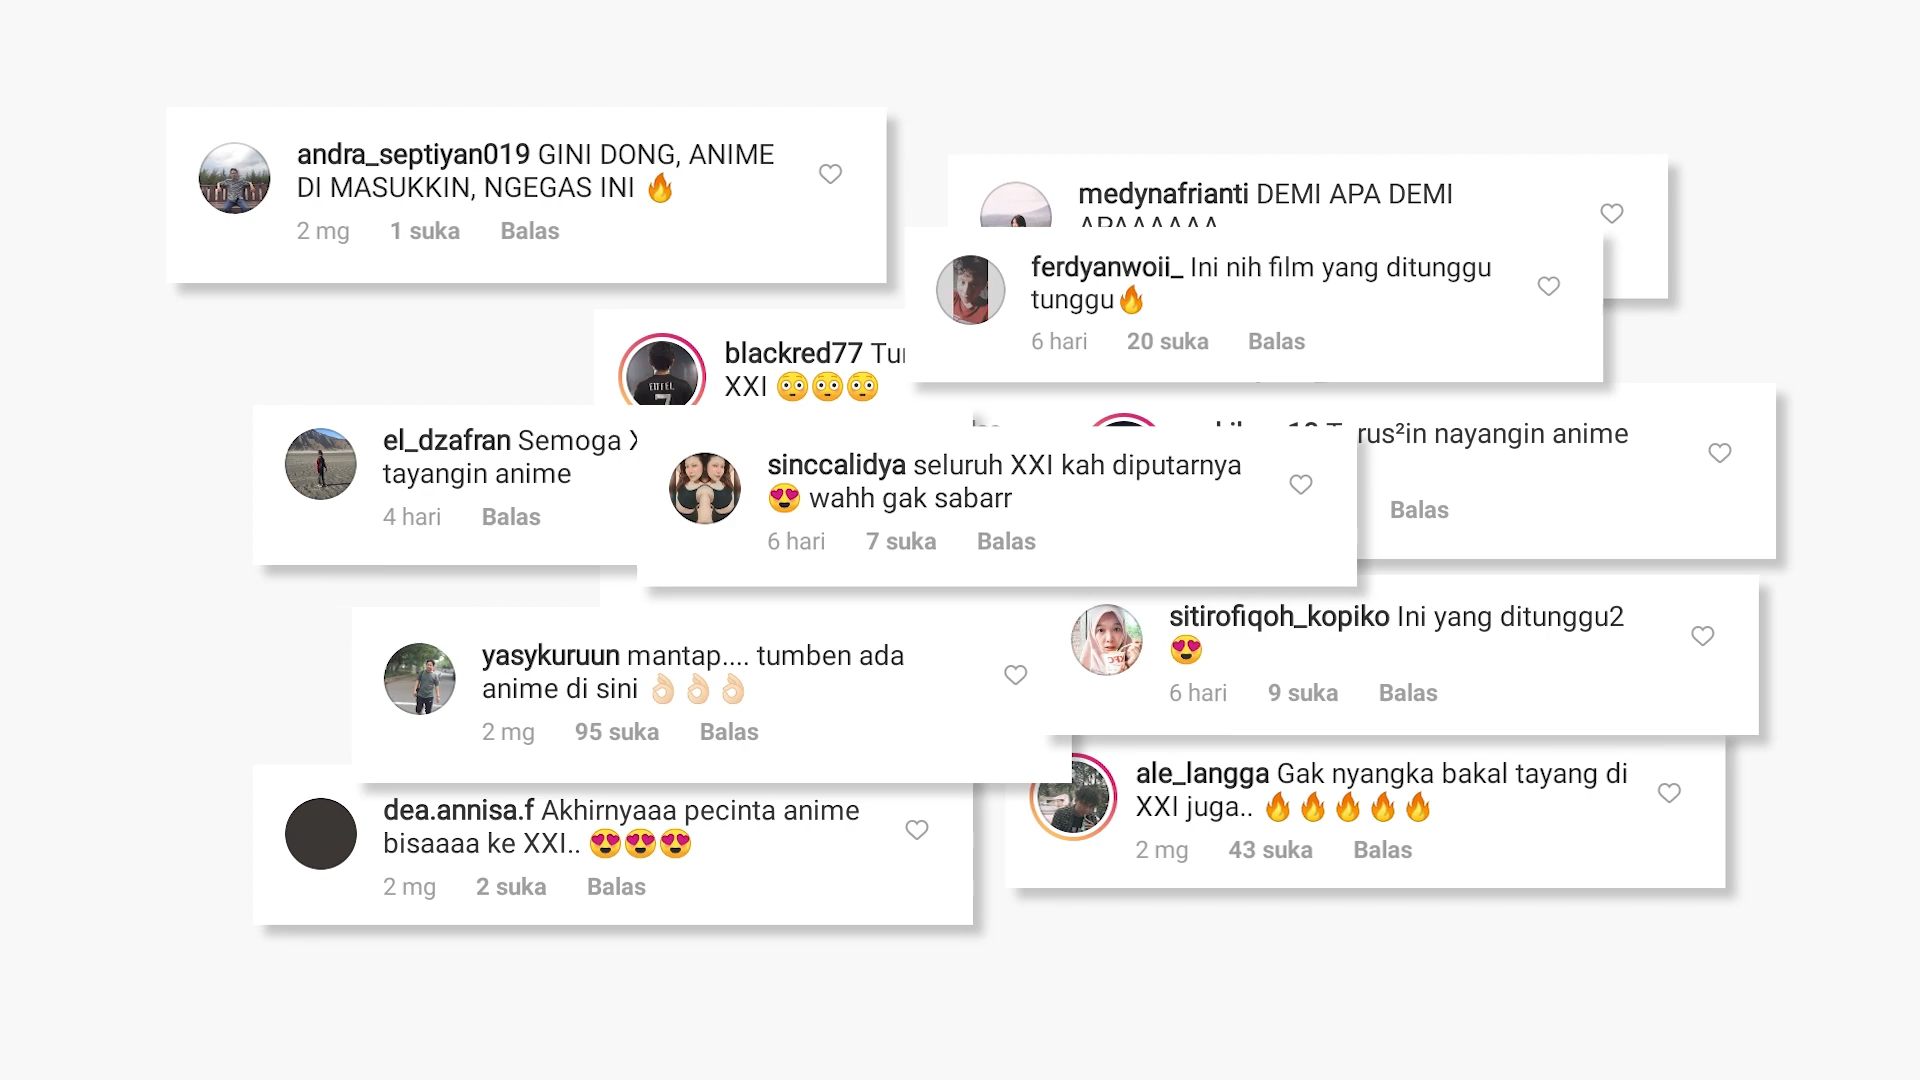 andra_septiyan019 GINI DONG, ANIME
DI MASUKKIN, NGEGAS INI 🔥
2 mg 1 suka Balas
medynafrianti DEMI APA DEMI
APAAAAAA
ferdyanwoii_ Ini nih film yang ditunggu
tunggu🔥
6 hari 20 suka Balas
blackred77
XXI 😳😳😳
el_dzafran Semoga
tayangin anime
4 hari Balas
sinccalidya seluruh XXI kah diputarnya
😍 wahh gak sabarr
6 hari 7 suka Balas
Terus²in nayangin anime
Balas
yasykuruun mantap.... tumben ada
anime di sini 👌🏻👌🏻👌🏻
2 mg 95 suka Balas
sitirofiqoh_kopiko Ini yang ditunggu2
😍
6 hari 9 suka Balas
dea.annisa.f Akhirnyaaa pecinta anime
bisaaaa ke XXI.. 😍😍😍
2 mg 2 suka Balas
ale_langga Gak nyangka bakal tayang di
XXI juga.. 🔥🔥🔥🔥🔥
2 mg 43 suka Balas